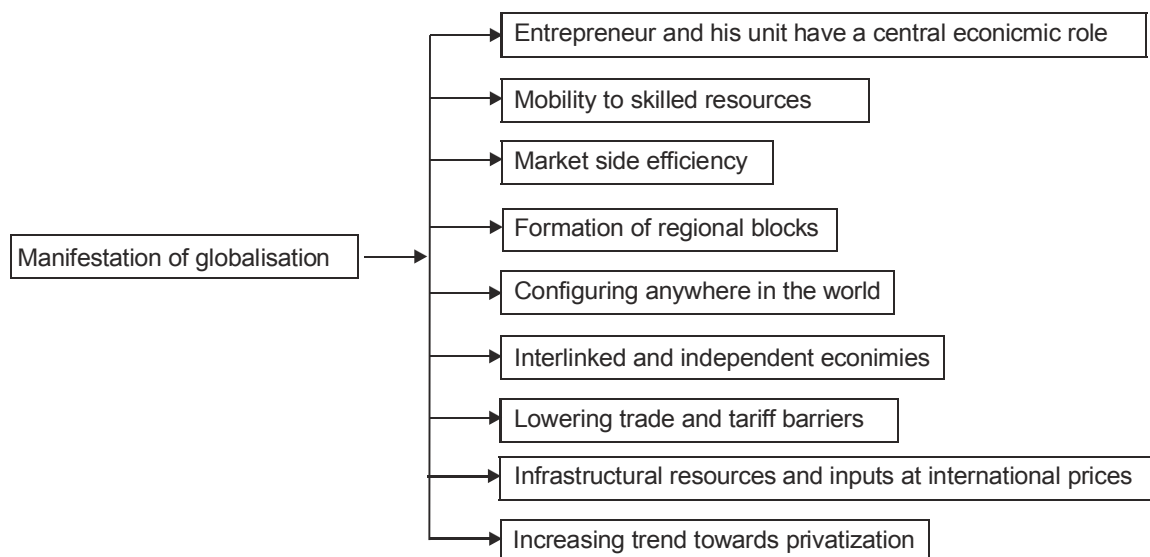 Entrepreneur and his unit have a central econicmic role
Mobility to skilled resources
Market side efficiency
Formation of regional blocks
Manifestation of globalisation
Configuring anywhere in the world
Interlinked and independent econimies
Lowering trade and tariff barriers
Infrastructural resources and inputs at international prices
Increasing trend towards privatization